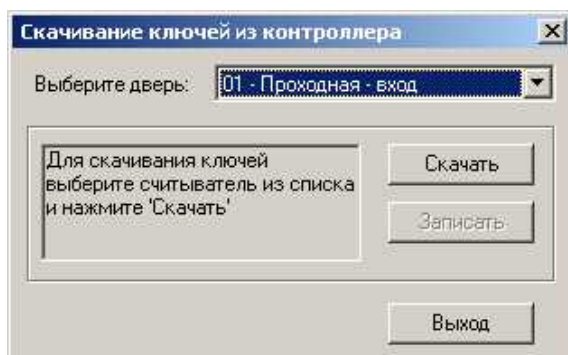 Скачивание ключей из контроллера
Выберите дверь: 01 - Проходная - вход
Для скачивания ключей
выберите считыватель из списка
и нажмите 'Скачать'
Скачать
Записать
Выход